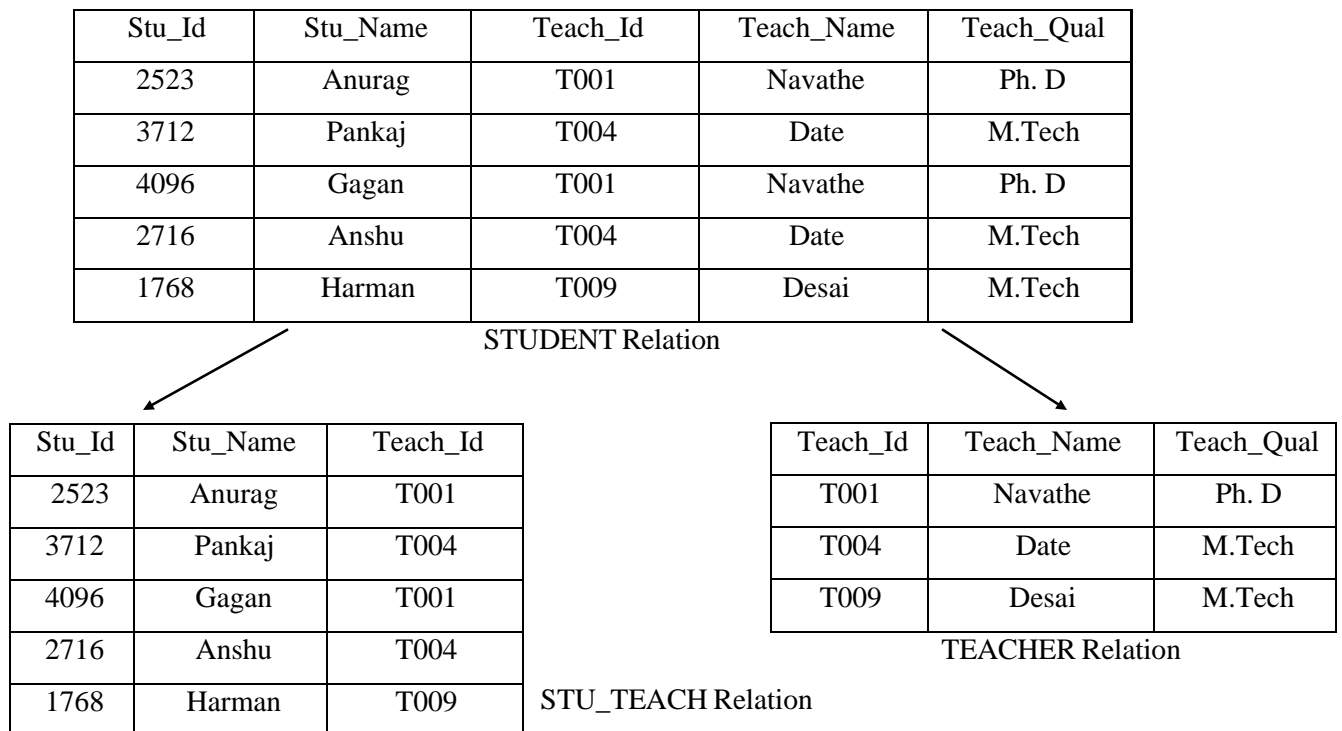 Stu_Id Stu_Name Teach_Id Teach_Name Teach_Qual
2523 Anurag T001 Navathe Ph. D
3712 Pankaj T004 Date M.Tech
4096 Gagan T001 Navathe Ph. D
2716 Anshu T004 Date M.Tech
1768 Harman T009 Desai M.Tech
STUDENT Relation
Stu_Id Stu_Name Teach_Id
2523 Anurag T001
3712 Pankaj T004
4096 Gagan T001
2716 Anshu T004
1768 Harman T009
STU_TEACH Relation
Teach_Id Teach_Name Teach_Qual
T001 Navathe Ph. D
T004 Date M.Tech
T009 Desai M.Tech
TEACHER Relation